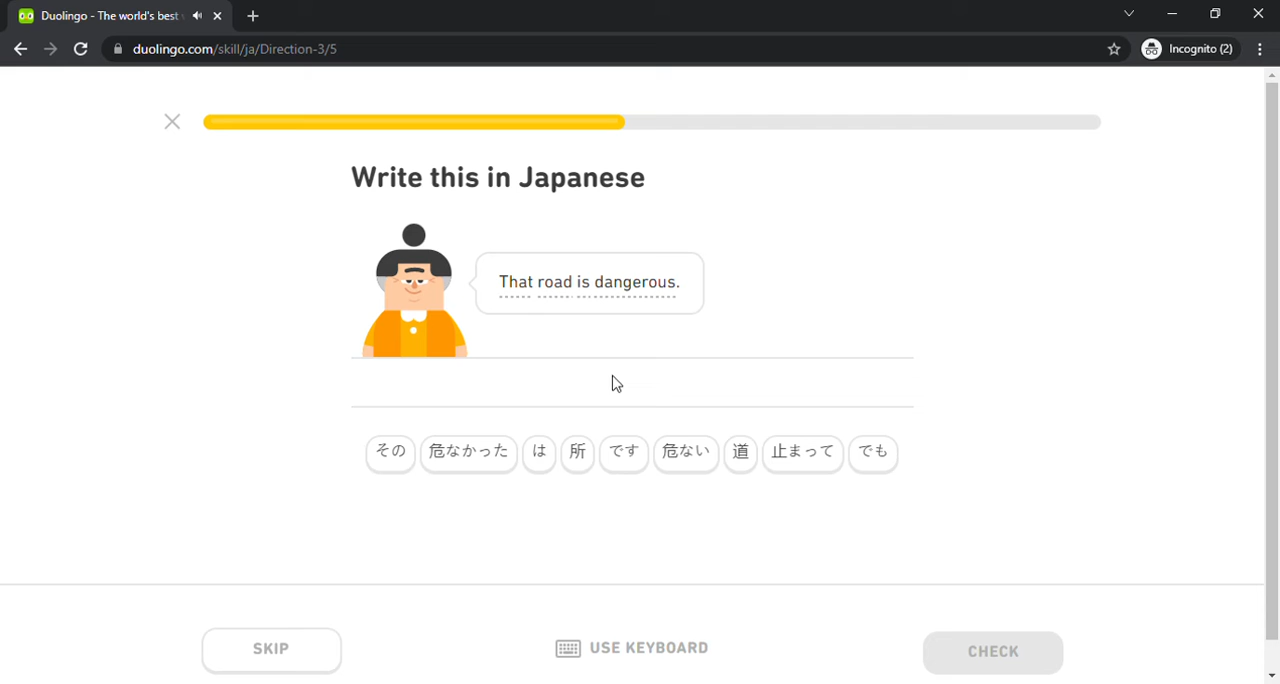 Duolingo - The world's best
duolingo.com/skill/ja/Direction-3/5
Incognito (2)
Write this in Japanese
That road is dangerous.
その 危なかった は 所 です 危ない 道 止まって でも
SKIP
USE KEYBOARD
CHECK